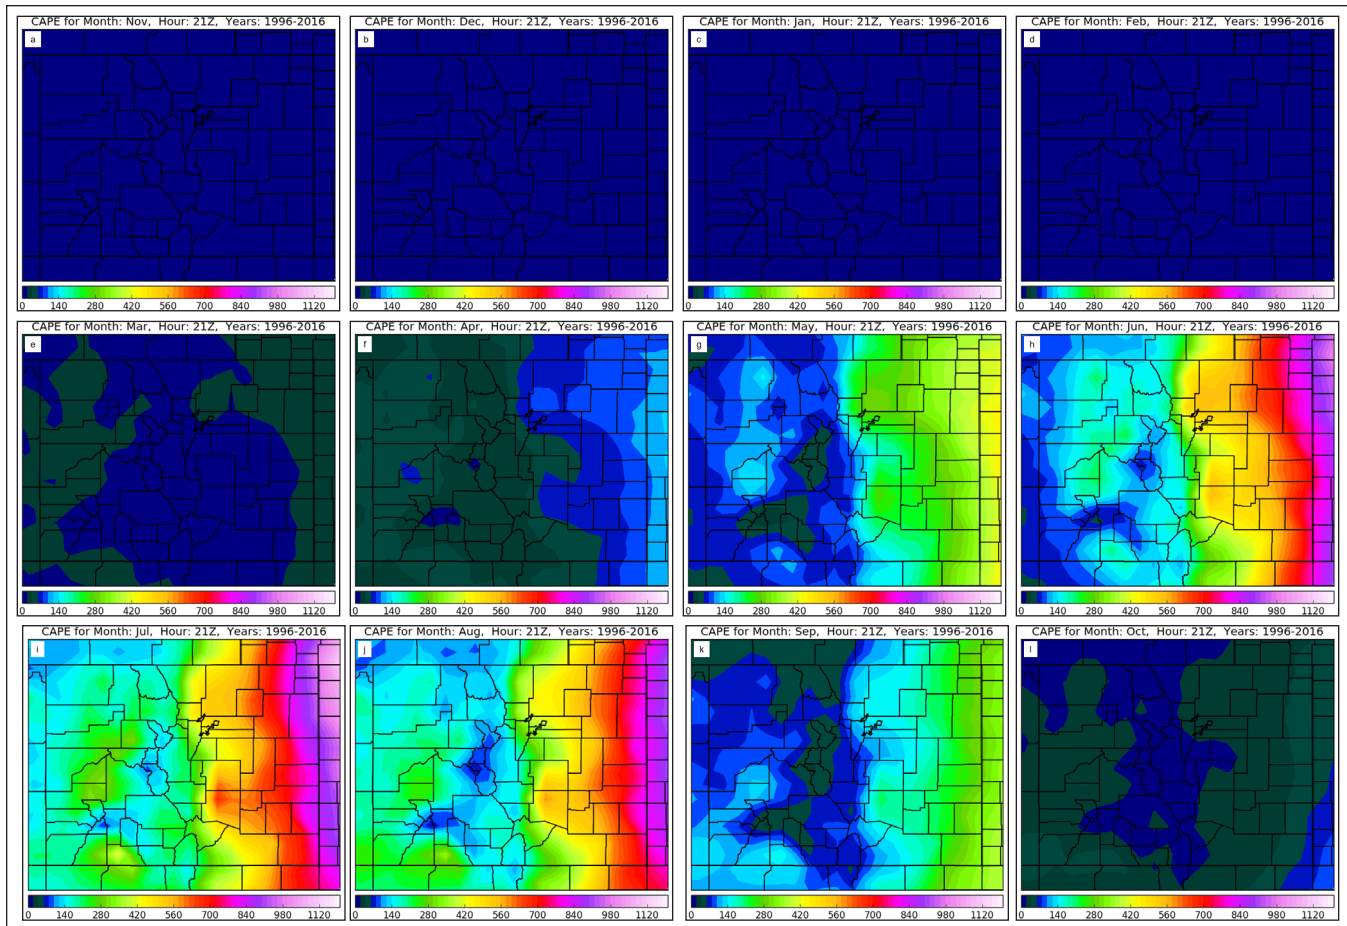 CAPE for Month: Nov, Hour: 21Z, Years: 1996-2016
a
0 140 280 420 560 700 840 980 1120
CAPE for Month: Dec, Hour: 21Z, Years: 1996-2016
b
0 140 280 420 560 700 840 980 1120
CAPE for Month: Jan, Hour: 21Z, Years: 1996-2016
c
0 140 280 420 560 700 840 980 1120
CAPE for Month: Feb, Hour: 21Z, Years: 1996-2016
d
0 140 280 420 560 700 840 980 1120
CAPE for Month: Mar, Hour: 21Z, Years: 1996-2016
e
0 140 280 420 560 700 840 980 1120
CAPE for Month: Apr, Hour: 21Z, Years: 1996-2016
f
0 140 280 420 560 700 840 980 1120
CAPE for Month: May, Hour: 21Z, Years: 1996-2016
g
0 140 280 420 560 700 840 980 1120
CAPE for Month: Jun, Hour: 21Z, Years: 1996-2016
h
0 140 280 420 560 700 840 980 1120
CAPE for Month: Jul, Hour: 21Z, Years: 1996-2016
i
0 140 280 420 560 700 840 980 1120
CAPE for Month: Aug, Hour: 21Z, Years: 1996-2016
j
0 140 280 420 560 700 840 980 1120
CAPE for Month: Sep, Hour: 21Z, Years: 1996-2016
k
0 140 280 420 560 700 840 980 1120
CAPE for Month: Oct, Hour: 21Z, Years: 1996-2016
l
0 140 280 420 560 700 840 980 1120